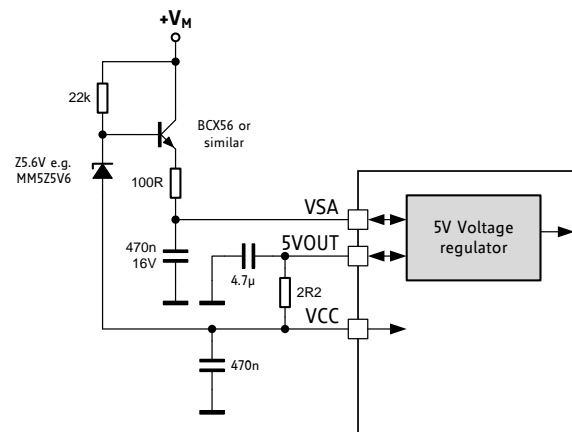 +VM
22k
BCX56 or
similar
Z5.6V e.g.
MM5Z5V6
100R
VSA
5VOUT
5V Voltage
regulator
470n
16V
4.7µ
2R2
VCC
470n